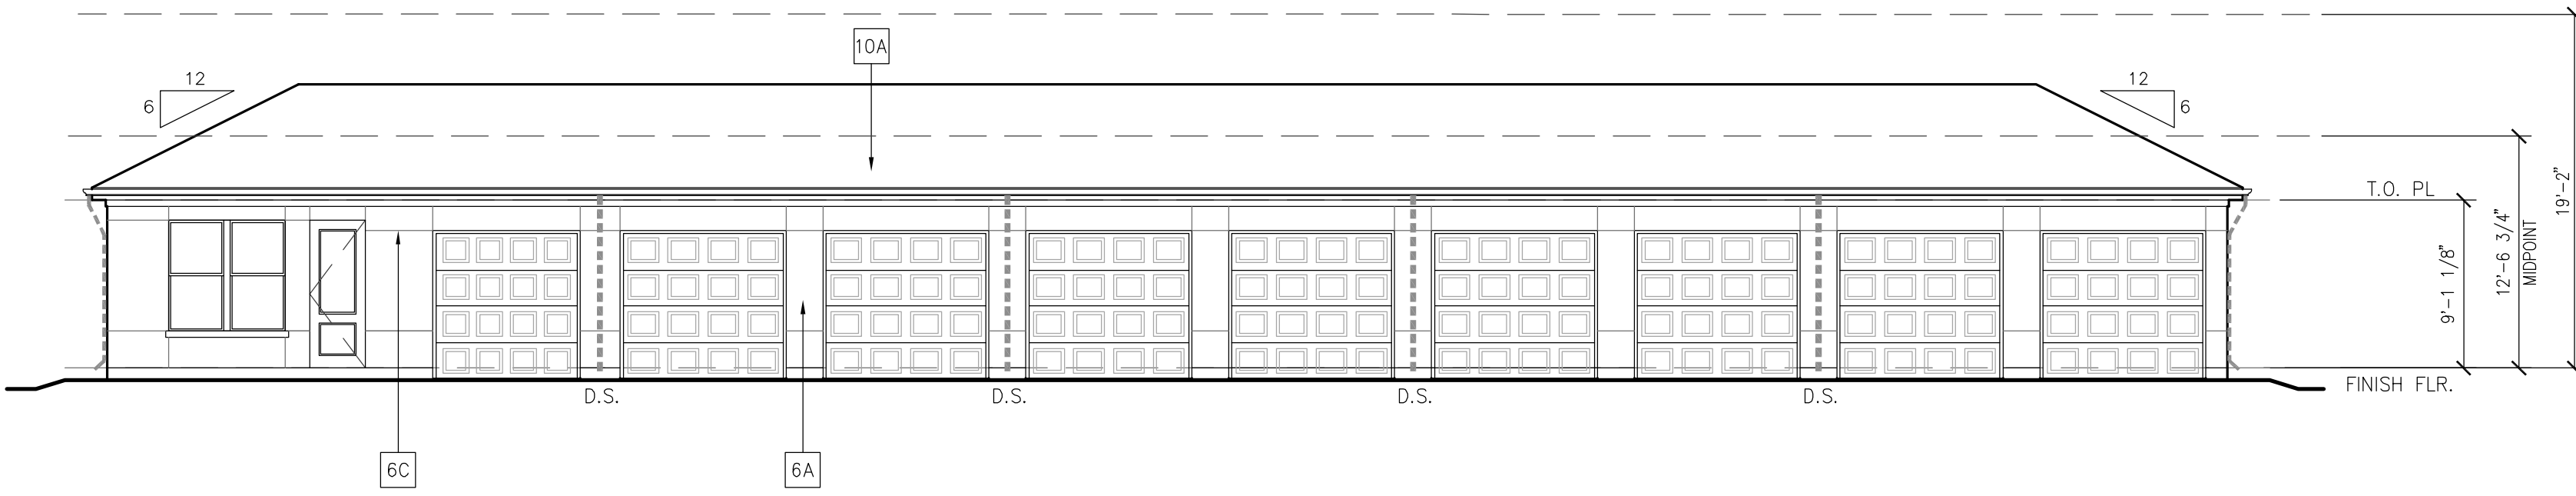 10A
12
6
12
6
T.O. PL
19'-2"
12'-6 3/4"
MIDPOINT
9'-1 1/8"
FINISH FLR.
D.S.
D.S.
D.S.
D.S.
6C
6A